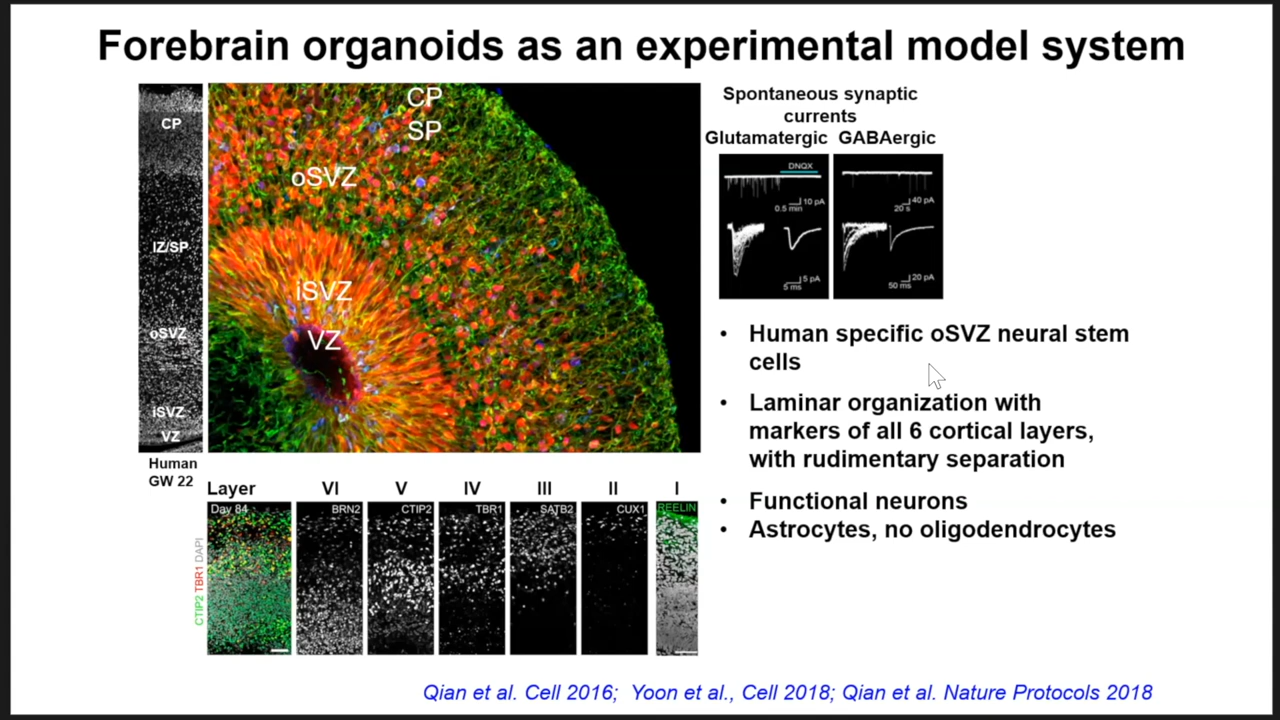 Forebrain organoids as an experimental model system
CP
IZ/SP
oSVZ
iSVZ
VZ
Human
GW 22
CP
SP
oSVZ
iSVZ
VZ
Spontaneous synaptic
currents
Glutamatergic GABAergic
DNQX
10 pA
0.5 min
5 pA
5 ms
40 pA
20 s
20 pA
50 ms
• Human specific oSVZ neural stem
cells
• Laminar organization with
markers of all 6 cortical layers,
with rudimentary separation
• Functional neurons
• Astrocytes, no oligodendrocytes
Layer VI V IV III II I
Day 84 BRN2 CTIP2 TBR1 SATB2 CUX1 REELIN
CTIP2 TBR1 DAPI
Qian et al. Cell 2016; Yoon et al., Cell 2018; Qian et al. Nature Protocols 2018